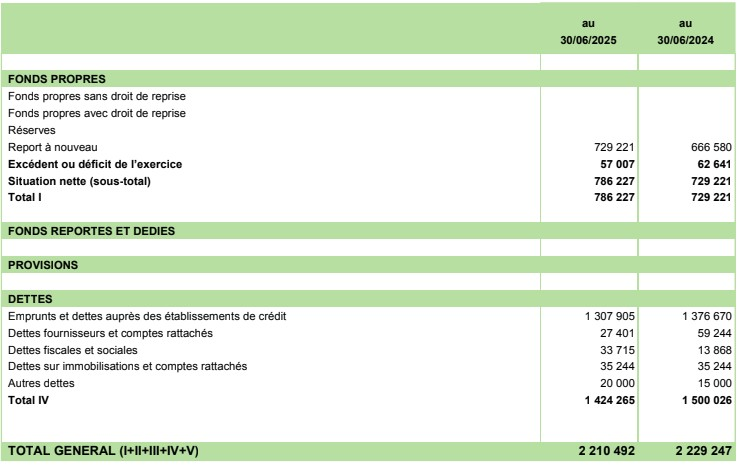 au au
30/06/2025 30/06/2024
FONDS PROPRES
Fonds propres sans droit de reprise
Fonds propres avec droit de reprise
Réserves
Report à nouveau 729 221 666 580
Excédent ou déficit de l'exercice 57 007 62 641
Situation nette (sous-total) 786 227 729 221
Total I 786 227 729 221
FONDS REPORTES ET DEDIES
PROVISIONS
DETTES
Emprunts et dettes auprès des établissements de crédit 1 307 905 1 376 670
Dettes fournisseurs et comptes rattachés 27 401 59 244
Dettes fiscales et sociales 33 715 13 868
Dettes sur immobilisations et comptes rattachés 35 244 35 244
Autres dettes 20 000 15 000
Total IV 1 424 265 1 500 026
TOTAL GENERAL (I+II+III+IV+V) 2 210 492 2 229 247